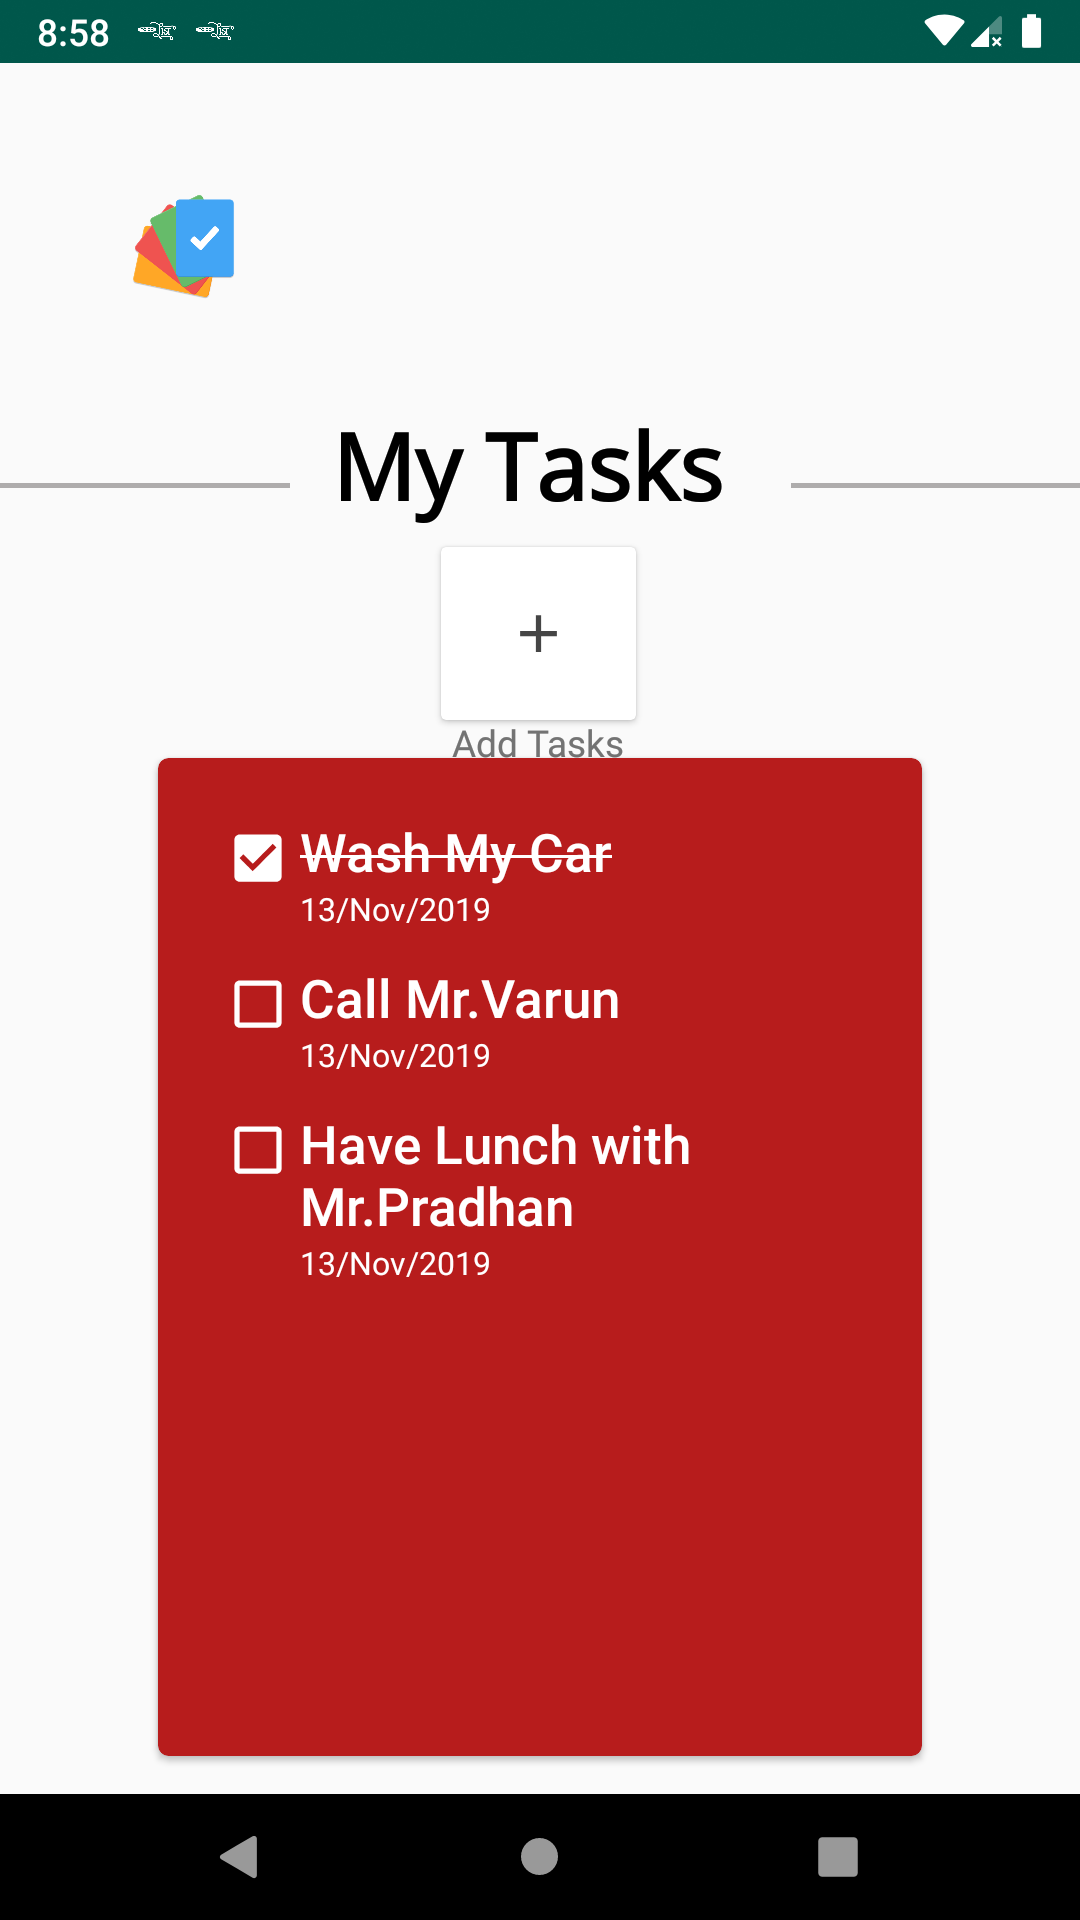 8:58
My Tasks
Add Tasks
Wash My Car
13/Nov/2019
Call Mr.Varun
13/Nov/2019
Have Lunch with
Mr.Pradhan
13/Nov/2019